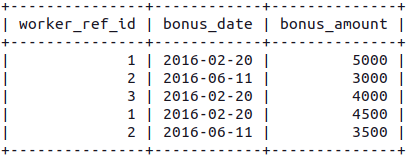 +---------------+-------------+--------------+
| worker_ref_id | bonus_date | bonus_amount |
+---------------+-------------+--------------+
| 1 | 2016-02-20 | 5000 |
| 2 | 2016-06-11 | 3000 |
| 3 | 2016-02-20 | 4000 |
| 1 | 2016-02-20 | 4500 |
| 2 | 2016-06-11 | 3500 |
+---------------+-------------+--------------+